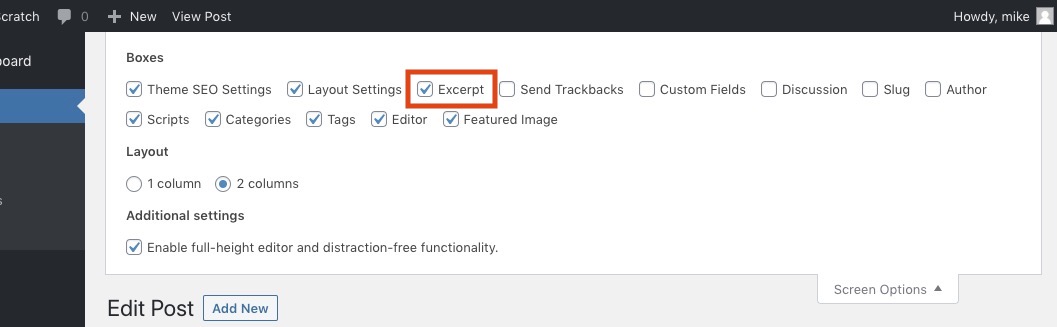 cratch 0 New View Post Howdy, mike
oard
Boxes
Theme SEO Settings Layout Settings Excerpt Send Trackbacks Custom Fields Discussion Slug Author
Scripts Categories Tags Editor Featured Image
Layout
1 column 2 columns
s
Additional settings
Enable full-height editor and distraction-free functionality.
Screen Options
Edit Post Add New